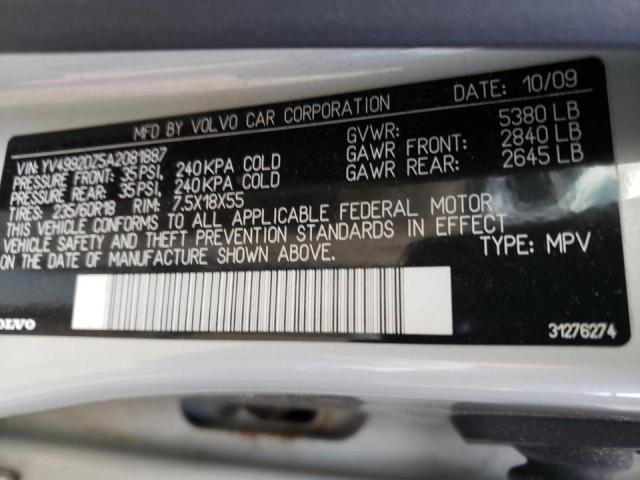 MFD BY VOLVO CAR CORPORATION DATE: 10/09
VIN: YV4992DZ5A2081887 GVWR: 5380 LB
PRESSURE FRONT: 35 PSI, 240 KPA COLD GAWR FRONT: 2840 LB
PRESSURE REAR: 35 PSI, 240 KPA COLD GAWR REAR: 2645 LB
TIRES: 235/60R18 RIM: 7.5X18X55
THIS VEHICLE CONFORMS TO ALL APPLICABLE FEDERAL MOTOR
VEHICLE SAFETY AND THEFT PREVENTION STANDARDS IN EFFECT
ON THE DATE OF MANUFACTURE SHOWN ABOVE. TYPE: MPV
VOLVO 31276274